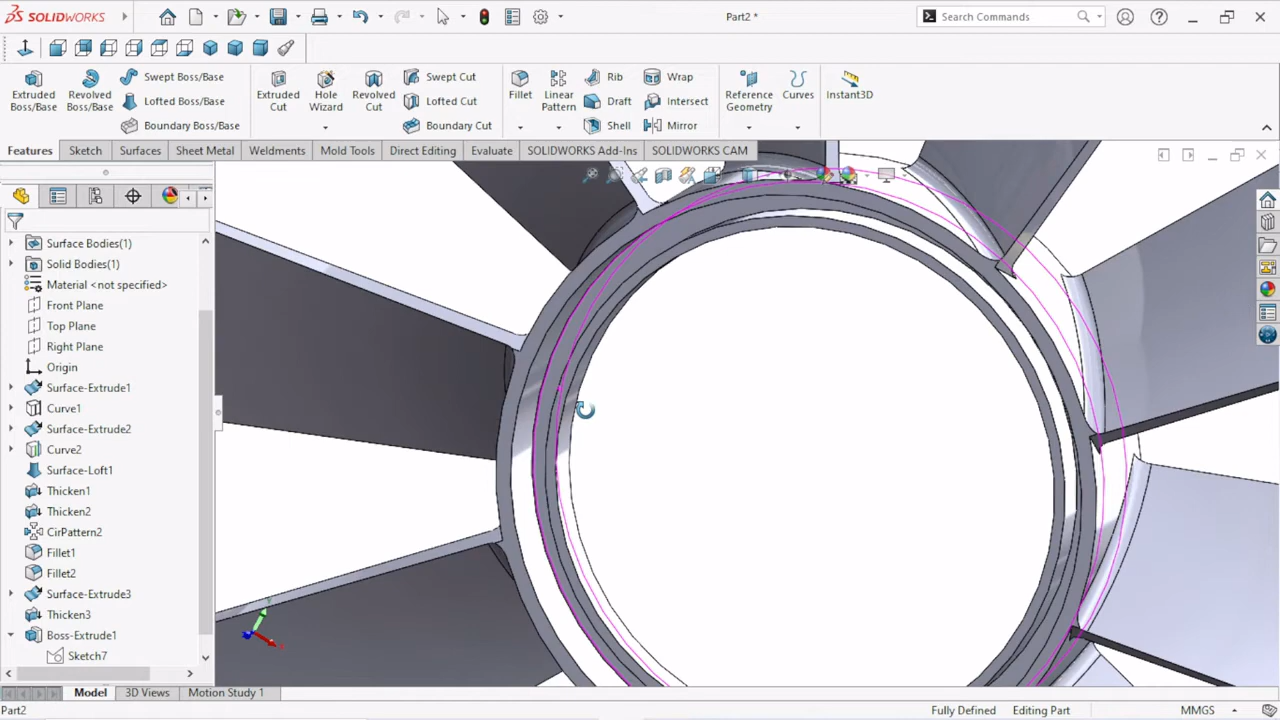 SOLIDWORKS
Part2 *
Search Commands
Extruded Boss/Base
Revolved Boss/Base
Swept Boss/Base
Lofted Boss/Base
Boundary Boss/Base
Extruded Cut
Hole Wizard
Revolved Cut
Swept Cut
Lofted Cut
Boundary Cut
Fillet
Linear Pattern
Rib
Draft
Shell
Wrap
Intersect
Mirror
Reference Geometry
Curves
Instant3D
Features Sketch Surfaces Sheet Metal Weldments Mold Tools Direct Editing Evaluate SOLIDWORKS Add-Ins SOLIDWORKS CAM
Surface Bodies(1)
Solid Bodies(1)
Material <not specified>
Front Plane
Top Plane
Right Plane
Origin
Surface-Extrude1
Curve1
Surface-Extrude2
Curve2
Surface-Loft1
Thicken1
Thicken2
CirPattern2
Fillet1
Fillet2
Surface-Extrude3
Thicken3
Boss-Extrude1
Sketch7
Model 3D Views Motion Study 1
Part2 Fully Defined Editing Part MMGS